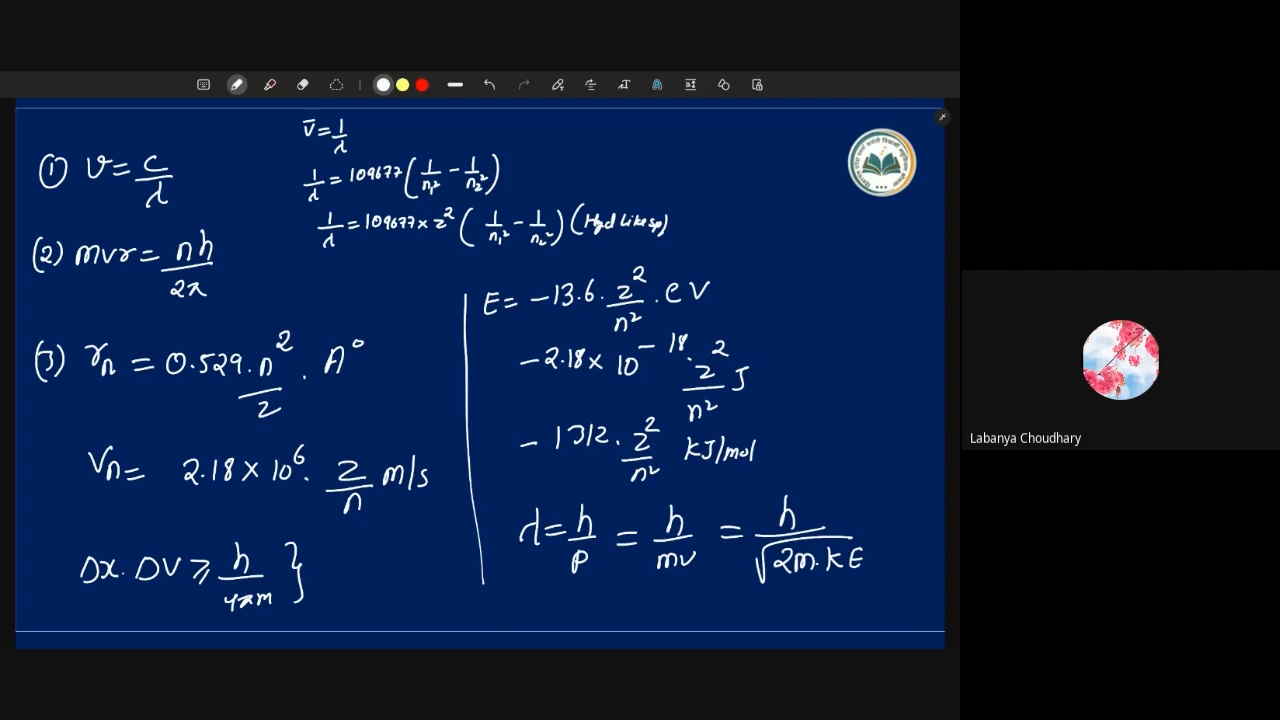 ν̄ = 1/λ
① ν = c/λ
1/λ = 109677 (1/n₁² − 1/n₂²)
1/λ = 109677 × z² (1/n₁² − 1/n₂²) (Hyd like sp)
(2) mvr = nh/2π
(3) rₙ = 0.529 . n²/z . A°
Vₙ = 2.18 × 10⁶ . z/n m/s
Δx . ΔV ≥ h/4πm }
E = −13.6 . z²/n² . eV
− 2.18 × 10⁻¹⁸ . z²/n² J
− 1312 . z²/n² KJ/mol
λ = h/p = h/mv = h/√2m.KE
Labanya Choudhary